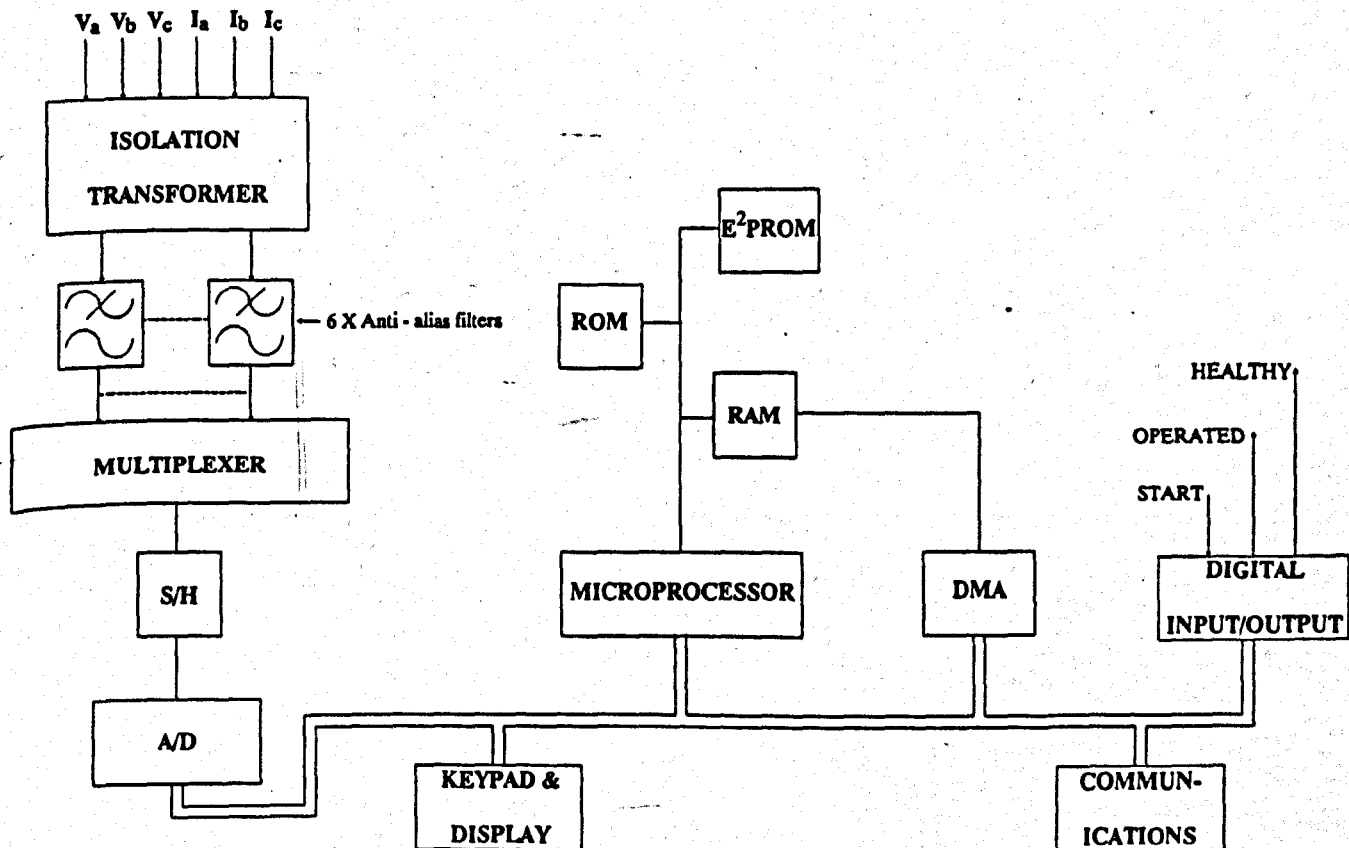 Va Vb Vc Ia Ib Ic
ISOLATION
TRANSFORMER
E²PROM
ROM
6 X Anti - alias filters
HEALTHY
RAM
OPERATED
MULTIPLEXER
START
S/H
MICROPROCESSOR
DMA
DIGITAL
INPUT/OUTPUT
A/D
KEYPAD &
DISPLAY
COMMUN-
ICATIONS